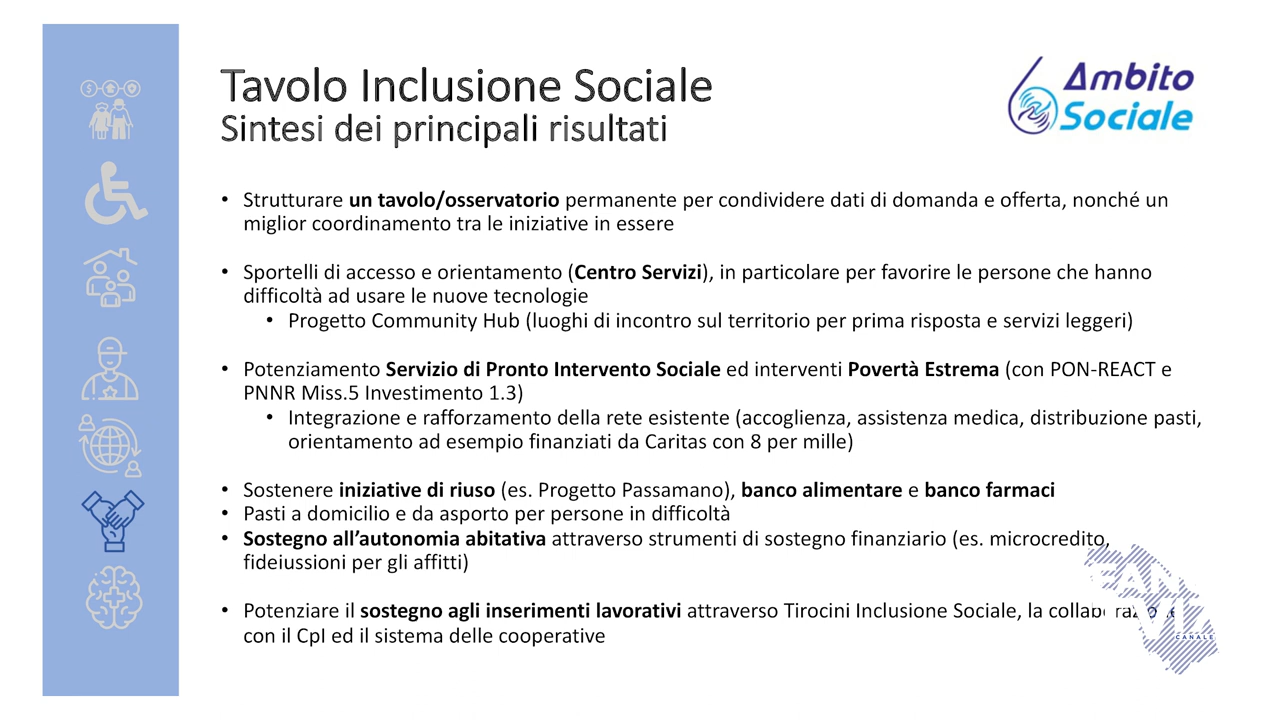 Tavolo Inclusione Sociale
Sintesi dei principali risultati
Ambito
Sociale
• Strutturare un tavolo/osservatorio permanente per condividere dati di domanda e offerta, nonché un
miglior coordinamento tra le iniziative in essere
• Sportelli di accesso e orientamento (Centro Servizi), in particolare per favorire le persone che hanno
difficoltà ad usare le nuove tecnologie
• Progetto Community Hub (luoghi di incontro sul territorio per prima risposta e servizi leggeri)
• Potenziamento Servizio di Pronto Intervento Sociale ed interventi Povertà Estrema (con PON-REACT e
PNNR Miss.5 Investimento 1.3)
• Integrazione e rafforzamento della rete esistente (accoglienza, assistenza medica, distribuzione pasti,
orientamento ad esempio finanziati da Caritas con 8 per mille)
• Sostenere iniziative di riuso (es. Progetto Passamano), banco alimentare e banco farmaci
• Pasti a domicilio e da asporto per persone in difficoltà
• Sostegno all’autonomia abitativa attraverso strumenti di sostegno finanziario (es. microcredito,
fideiussioni per gli affitti)
• Potenziare il sostegno agli inserimenti lavorativi attraverso Tirocini Inclusione Sociale, la collaborazione
con il CpI ed il sistema delle cooperative
CANALE